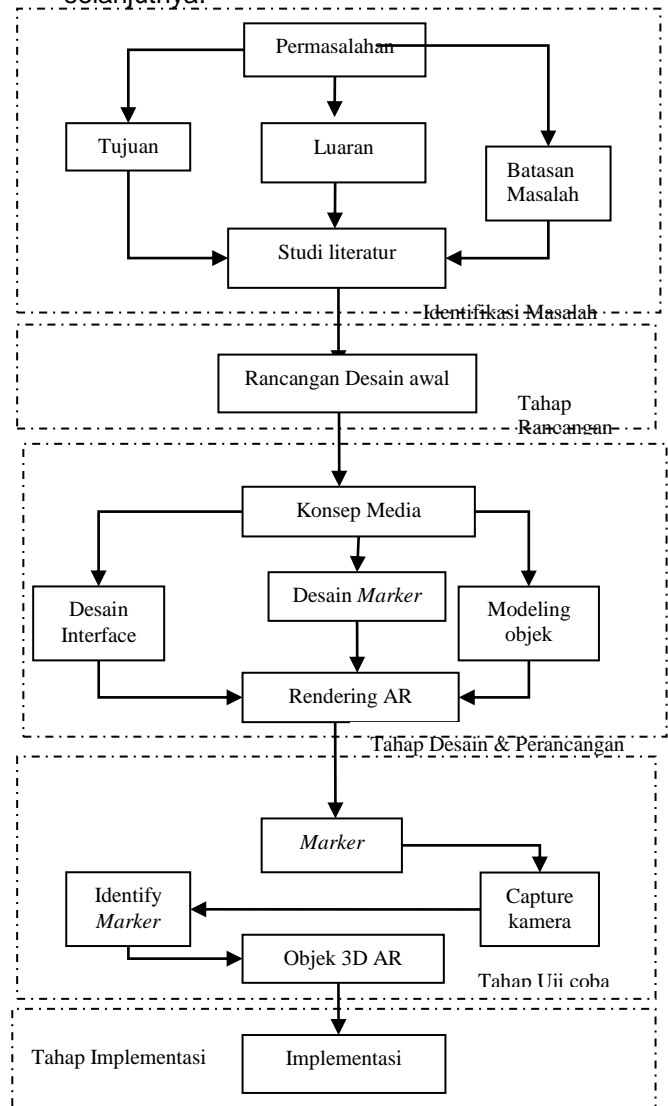 selanjutnya.
Permasalahan
Tujuan
Luaran
Batasan
Masalah
Studi literatur
Identifikasi Masalah
Rancangan Desain awal
Tahap
Rancangan
Konsep Media
Desain
Interface
Desain Marker
Modeling
objek
Rendering AR
Tahap Desain & Perancangan
Marker
Identify
Marker
Capture
kamera
Objek 3D AR
Tahap Uji coba
Tahap Implementasi
Implementasi